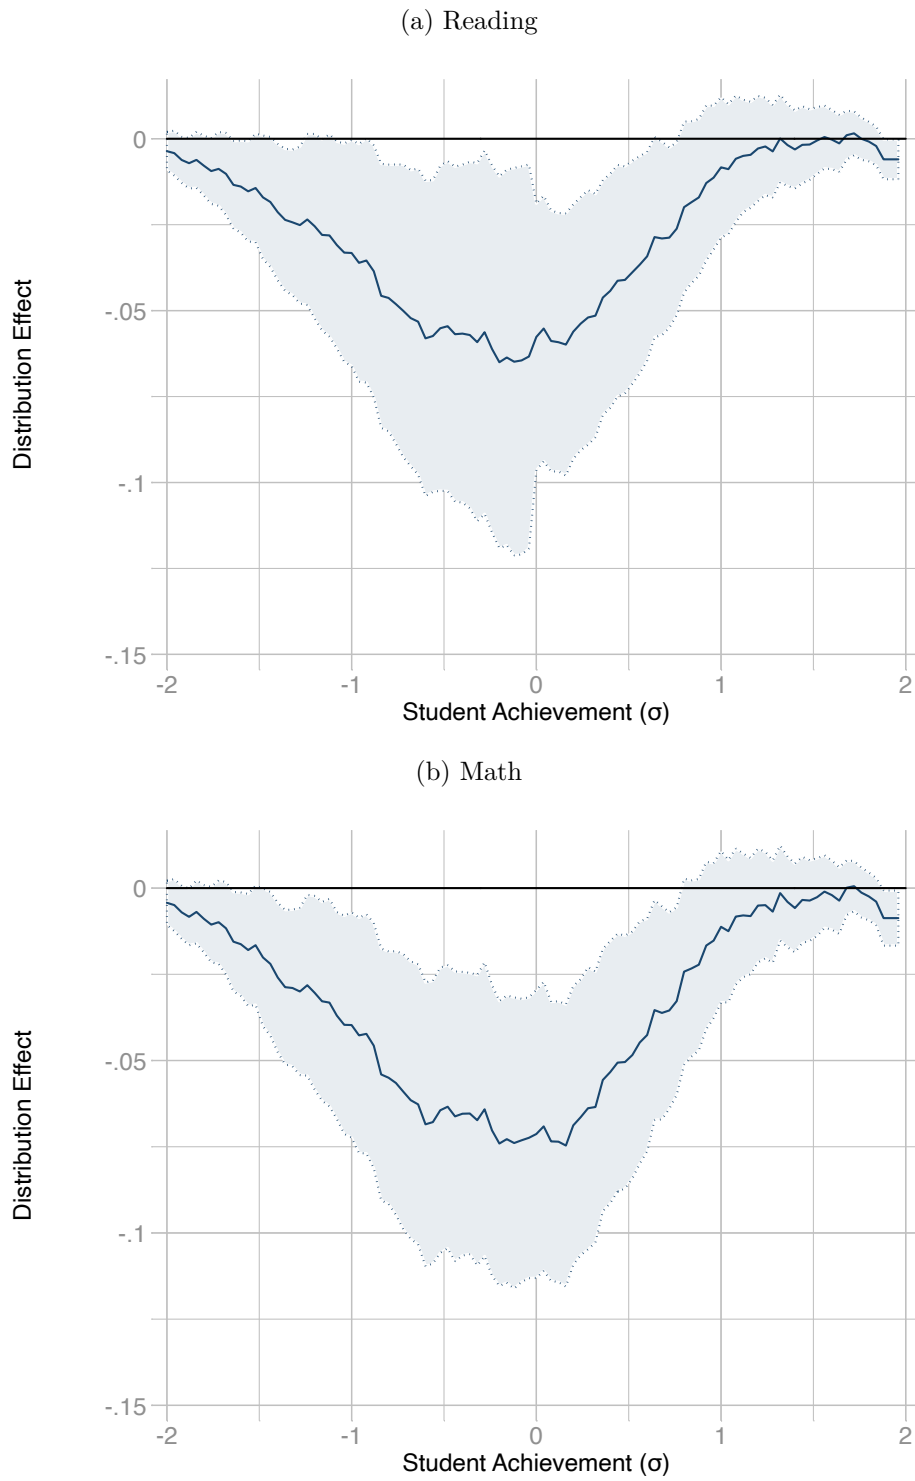 (a) Reading
0
-.05
-.1
-.15
Distribution Effect
-2 -1 0 1 2
Student Achievement (σ)
(b) Math
0
-.05
-.1
-.15
Distribution Effect
-2 -1 0 1 2
Student Achievement (σ)